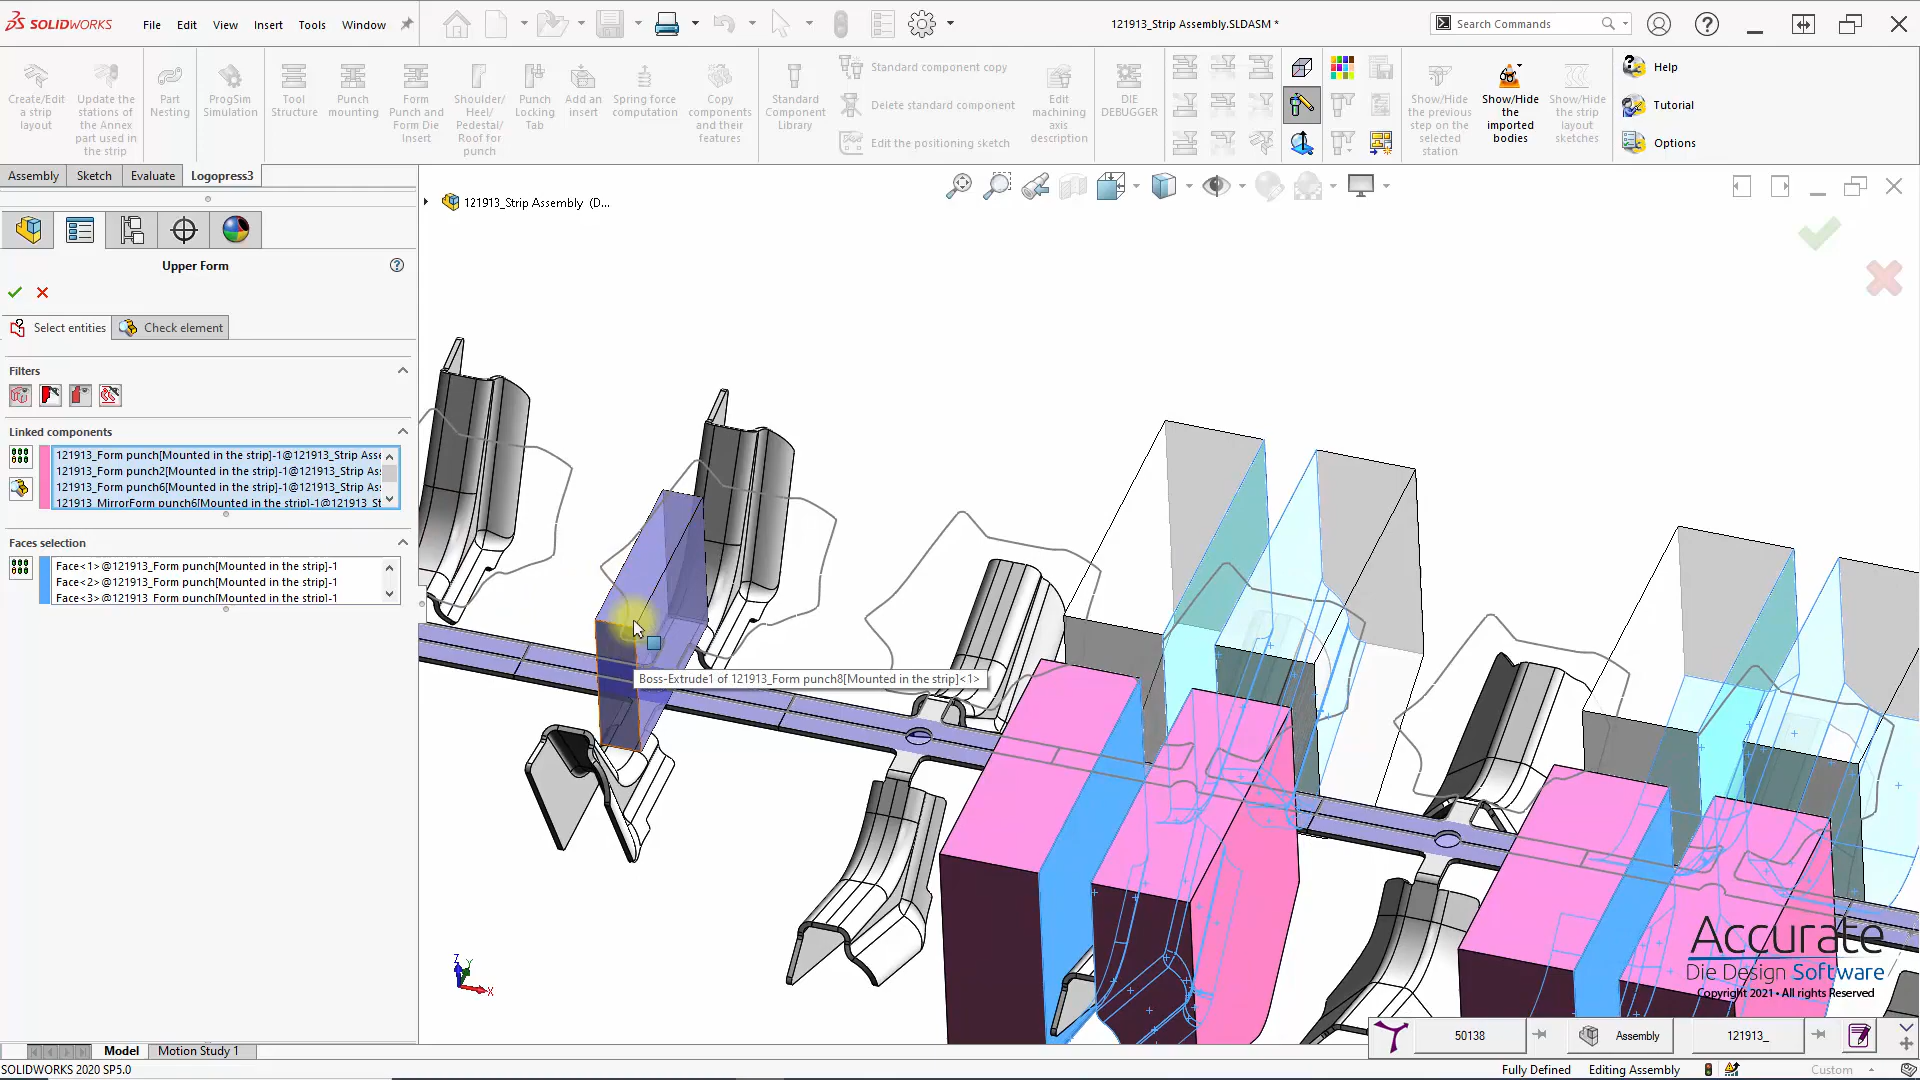 SOLIDWORKS
File
Edit
View
Insert
Tools
Window
121913_Strip Assembly.SLDASM *
Search Commands
Create/Edit
a strip
layout
Update the
stations of
the Annex
part used in
the strip
Part
Nesting
ProgSim
Simulation
Tool
Structure
Punch
mounting
Form
Punch and
Form Die
Insert
Shoulder/
Heel/
Pedestal/
Roof for
punch
Punch
Locking
Tab
Add an
insert
Spring force
computation
Copy
components
and their
features
Standard
Component
Library
Standard component copy
Delete standard component
Edit the positioning sketch
Edit
machining
axis
description
DIE
DEBUGGER
Show/Hide
the previous
step on the
selected
station
Show/Hide
the
imported
bodies
Show/Hide
the strip
layout
sketches
Help
Tutorial
Options
Assembly
Sketch
Evaluate
Logopress3
121913_Strip Assembly (D...
Upper Form
Select entities
Check element
Filters
Linked components
121913_Form punch[Mounted in the strip]-1@121913_Strip Asse
121913_Form punch2[Mounted in the strip]-1@121913_Strip As
121913_Form punch6[Mounted in the strip]-1@121913_Strip As
121913_MirrorForm punch6[Mounted in the strip]-1@121913_St
Faces selection
Face<1>@121913_Form punch[Mounted in the strip]-1
Face<2>@121913_Form punch[Mounted in the strip]-1
Face<3>@121913_Form punch[Mounted in the strip]-1
Boss-Extrude1 of 121913_Form punch8[Mounted in the strip]<1>
Z
Y
X
Accurate
Die Design Software
Copyright 2021 • All rights Reserved
50138
Assembly
121913_
Model
Motion Study 1
SOLIDWORKS 2020 SP5.0
Fully Defined
Editing Assembly
Custom